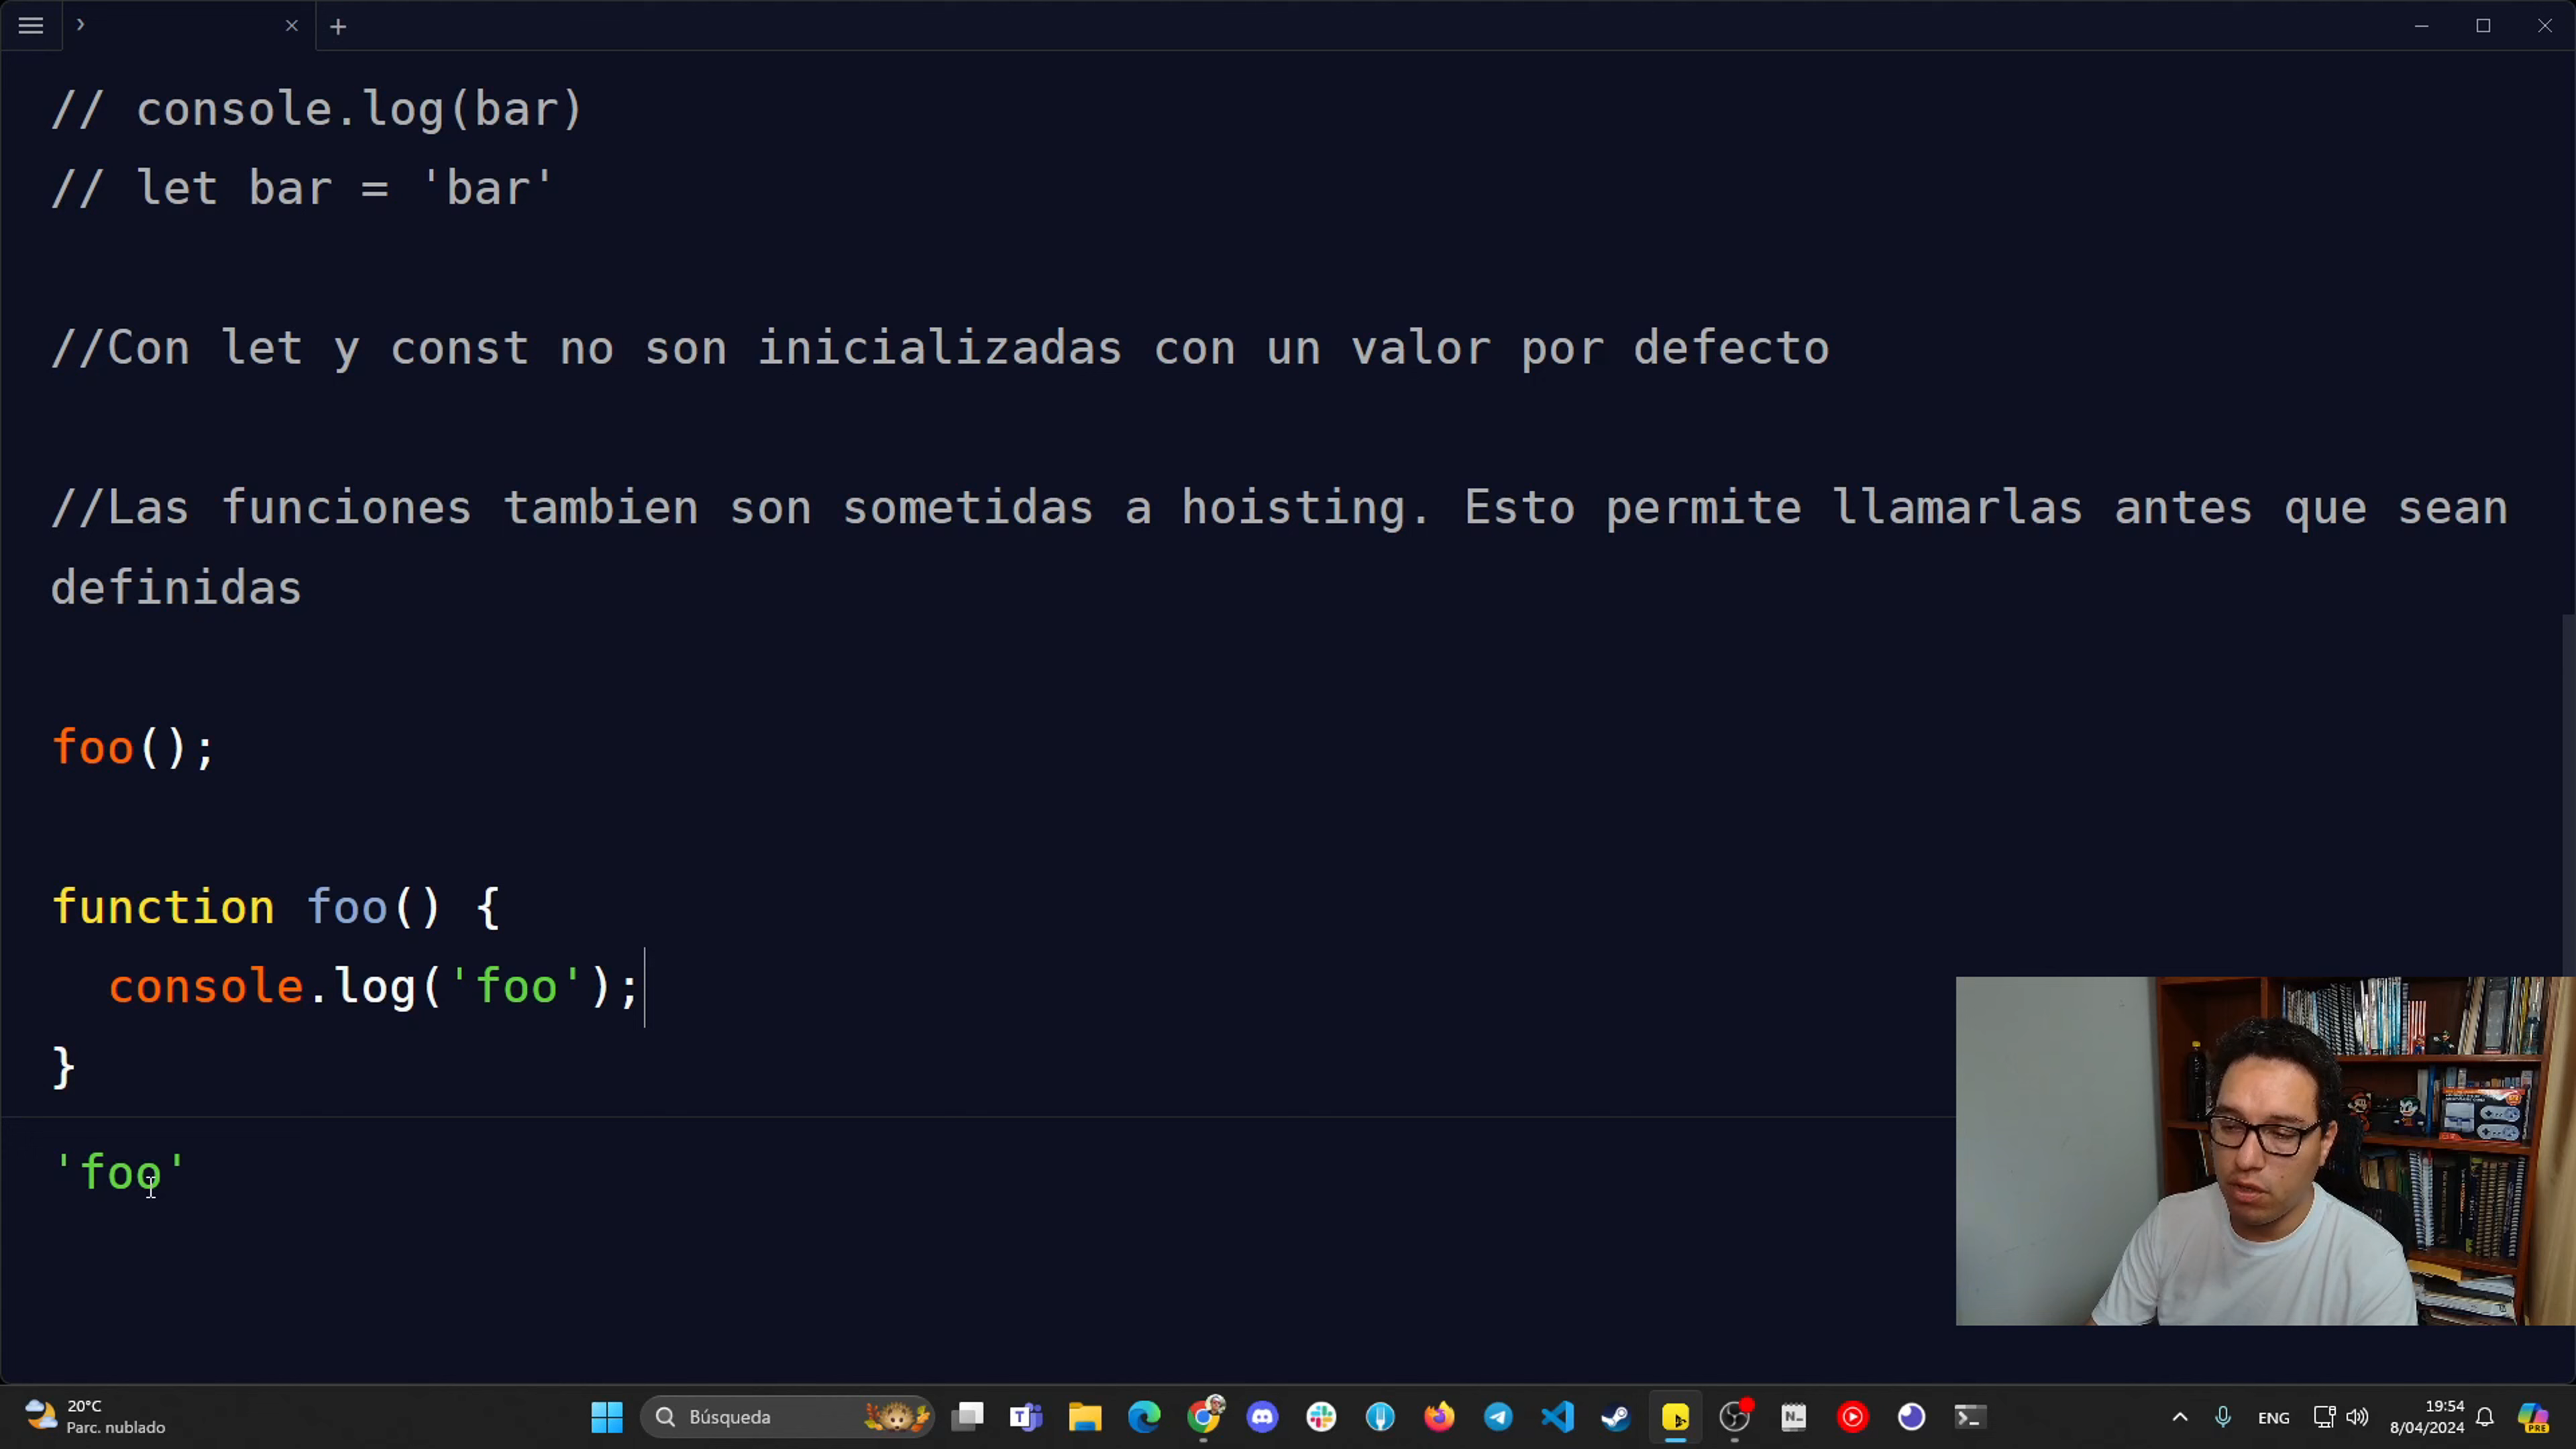 // console.log(bar)
// let bar = 'bar'
//Con let y const no son inicializadas con un valor por defecto
//Las funciones tambien son sometidas a hoisting. Esto permite llamarlas antes que sean
definidas
foo();
function foo() {
  console.log('foo');
}
'foo'
20°C
Parc. nublado
Búsqueda
ENG
19:54
8/04/2024
PRE